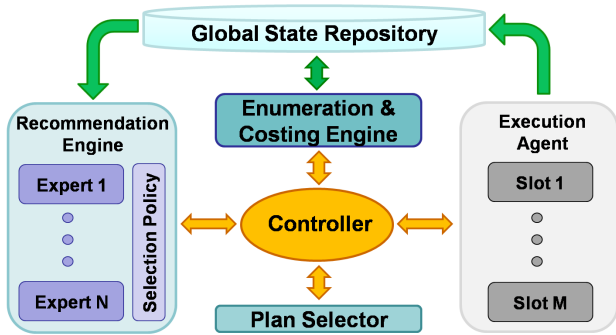 Global State Repository
Recommendation
Engine
Expert 1
Expert N
Selection Policy
Enumeration &
Costing Engine
Controller
Plan Selector
Execution
Agent
Slot 1
Slot M